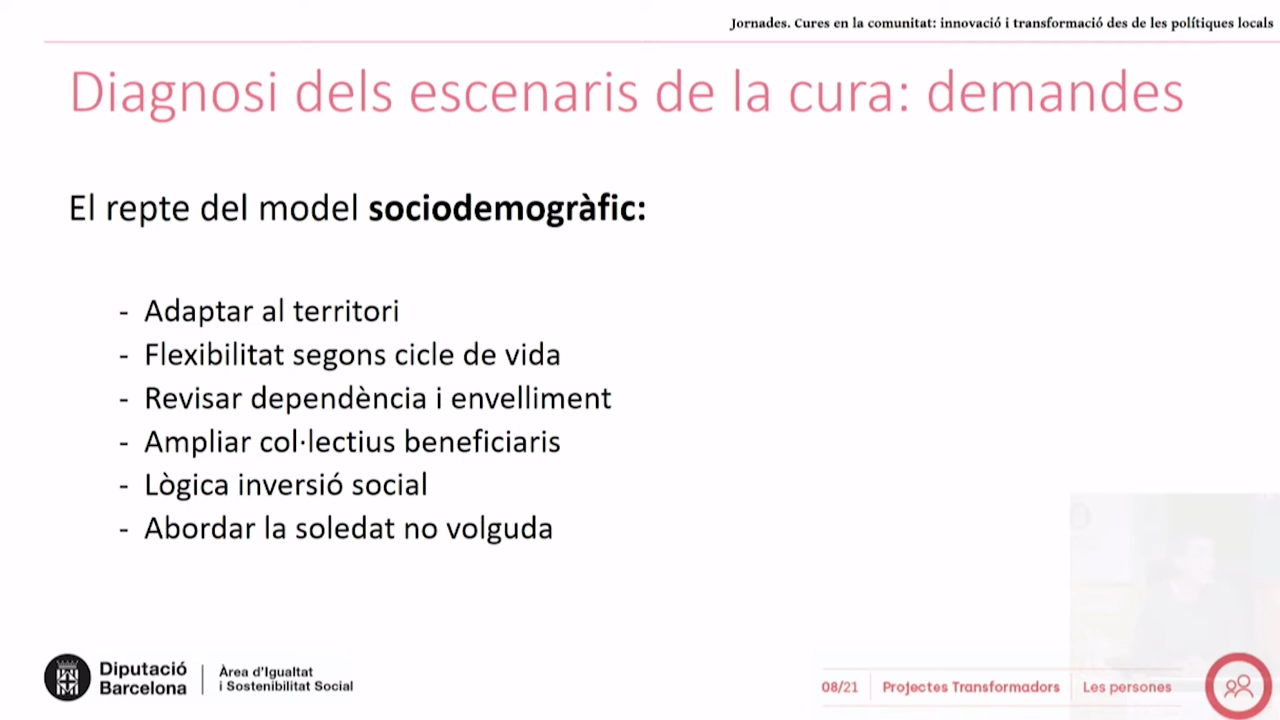 Jornades. Cures en la comunitat: innovació i transformació des de les polítiques locals
Diagnosi dels escenaris de la cura: demandes
El repte del model sociodemogràfic:
- Adaptar al territori
- Flexibilitat segons cicle de vida
- Revisar dependència i envelliment
- Ampliar col·lectius beneficiaris
- Lògica inversió social
- Abordar la soledat no volguda
Diputació
Barcelona
Àrea d'Igualtat
i Sostenibilitat Social
08/21
Projectes Transformadors
Les persones